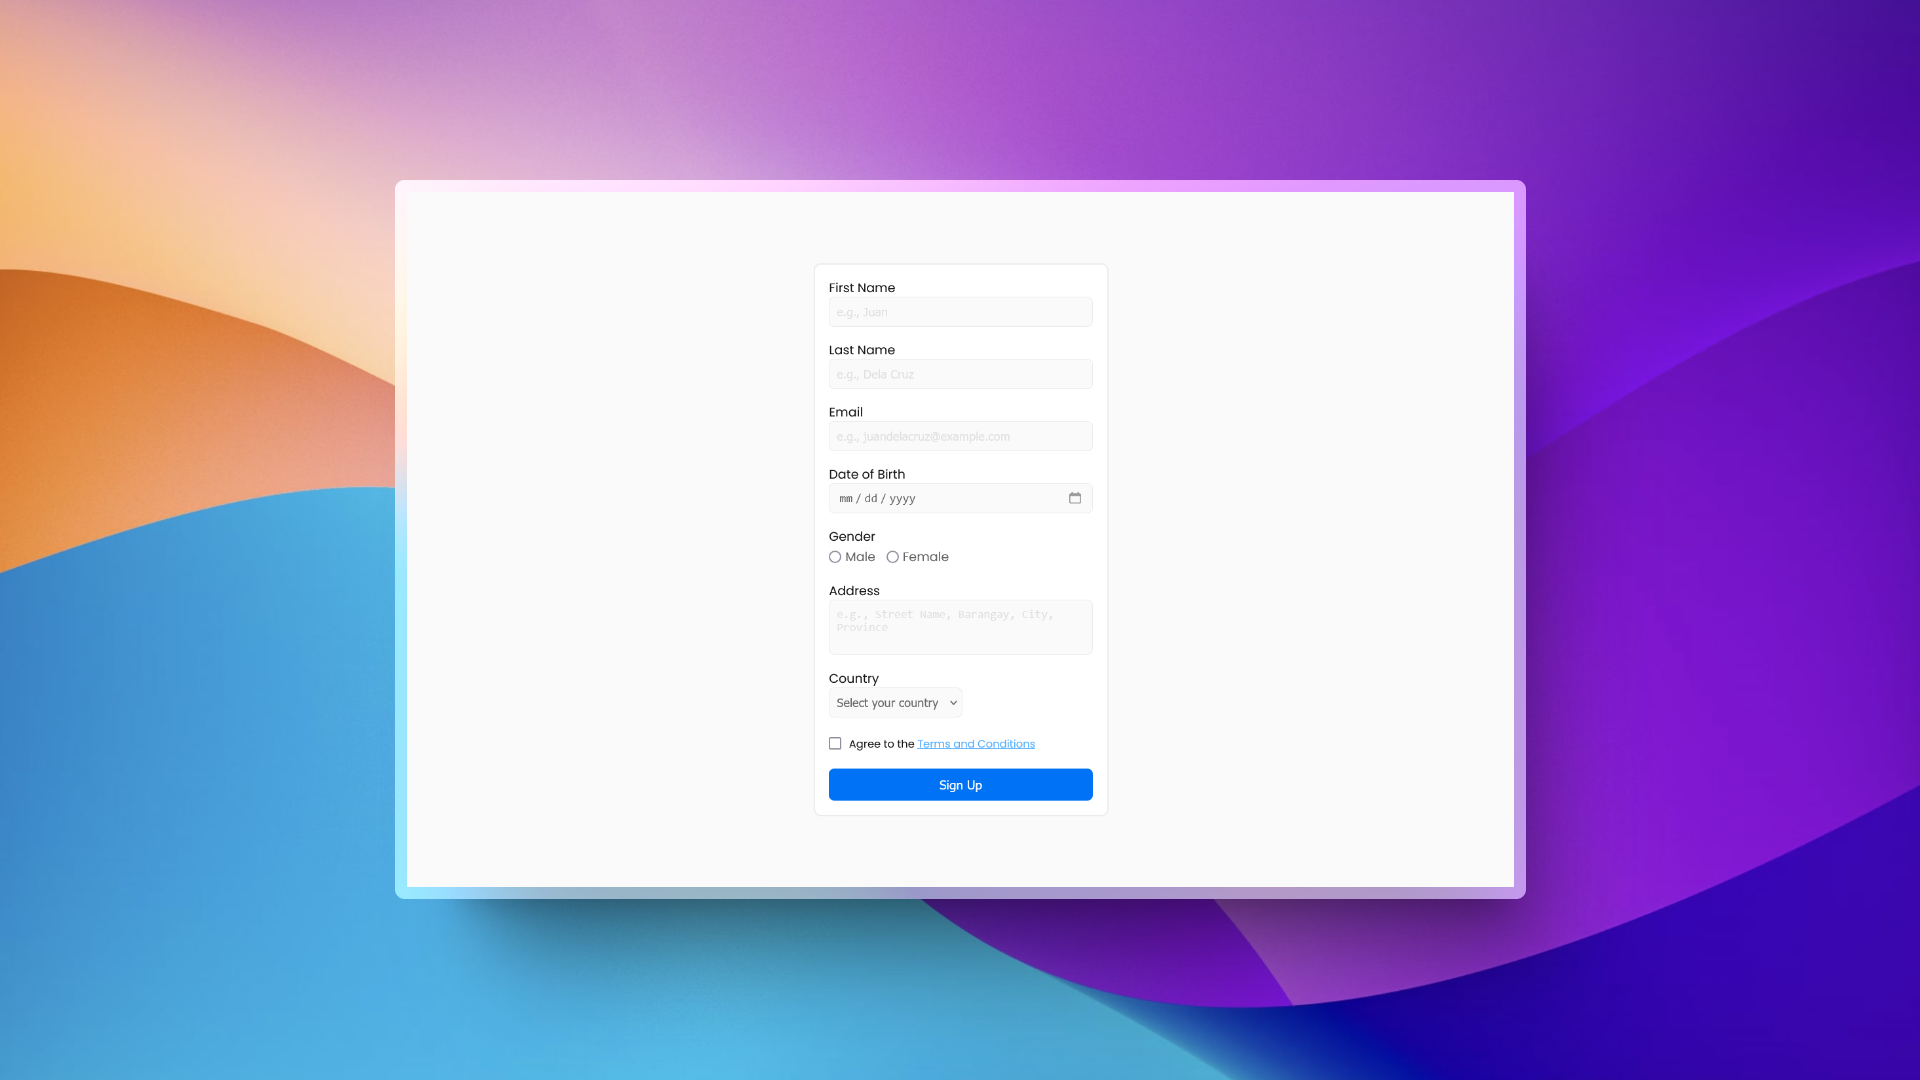 First Name
e.g., Juan
Last Name
e.g., Dela Cruz
Email
e.g., juandelacruz@example.com
Date of Birth
mm / dd / yyyy
Gender
Male Female
Address
e.g., Street Name, Barangay, City,
Province
Country
Select your country
Agree to the Terms and Conditions
Sign Up